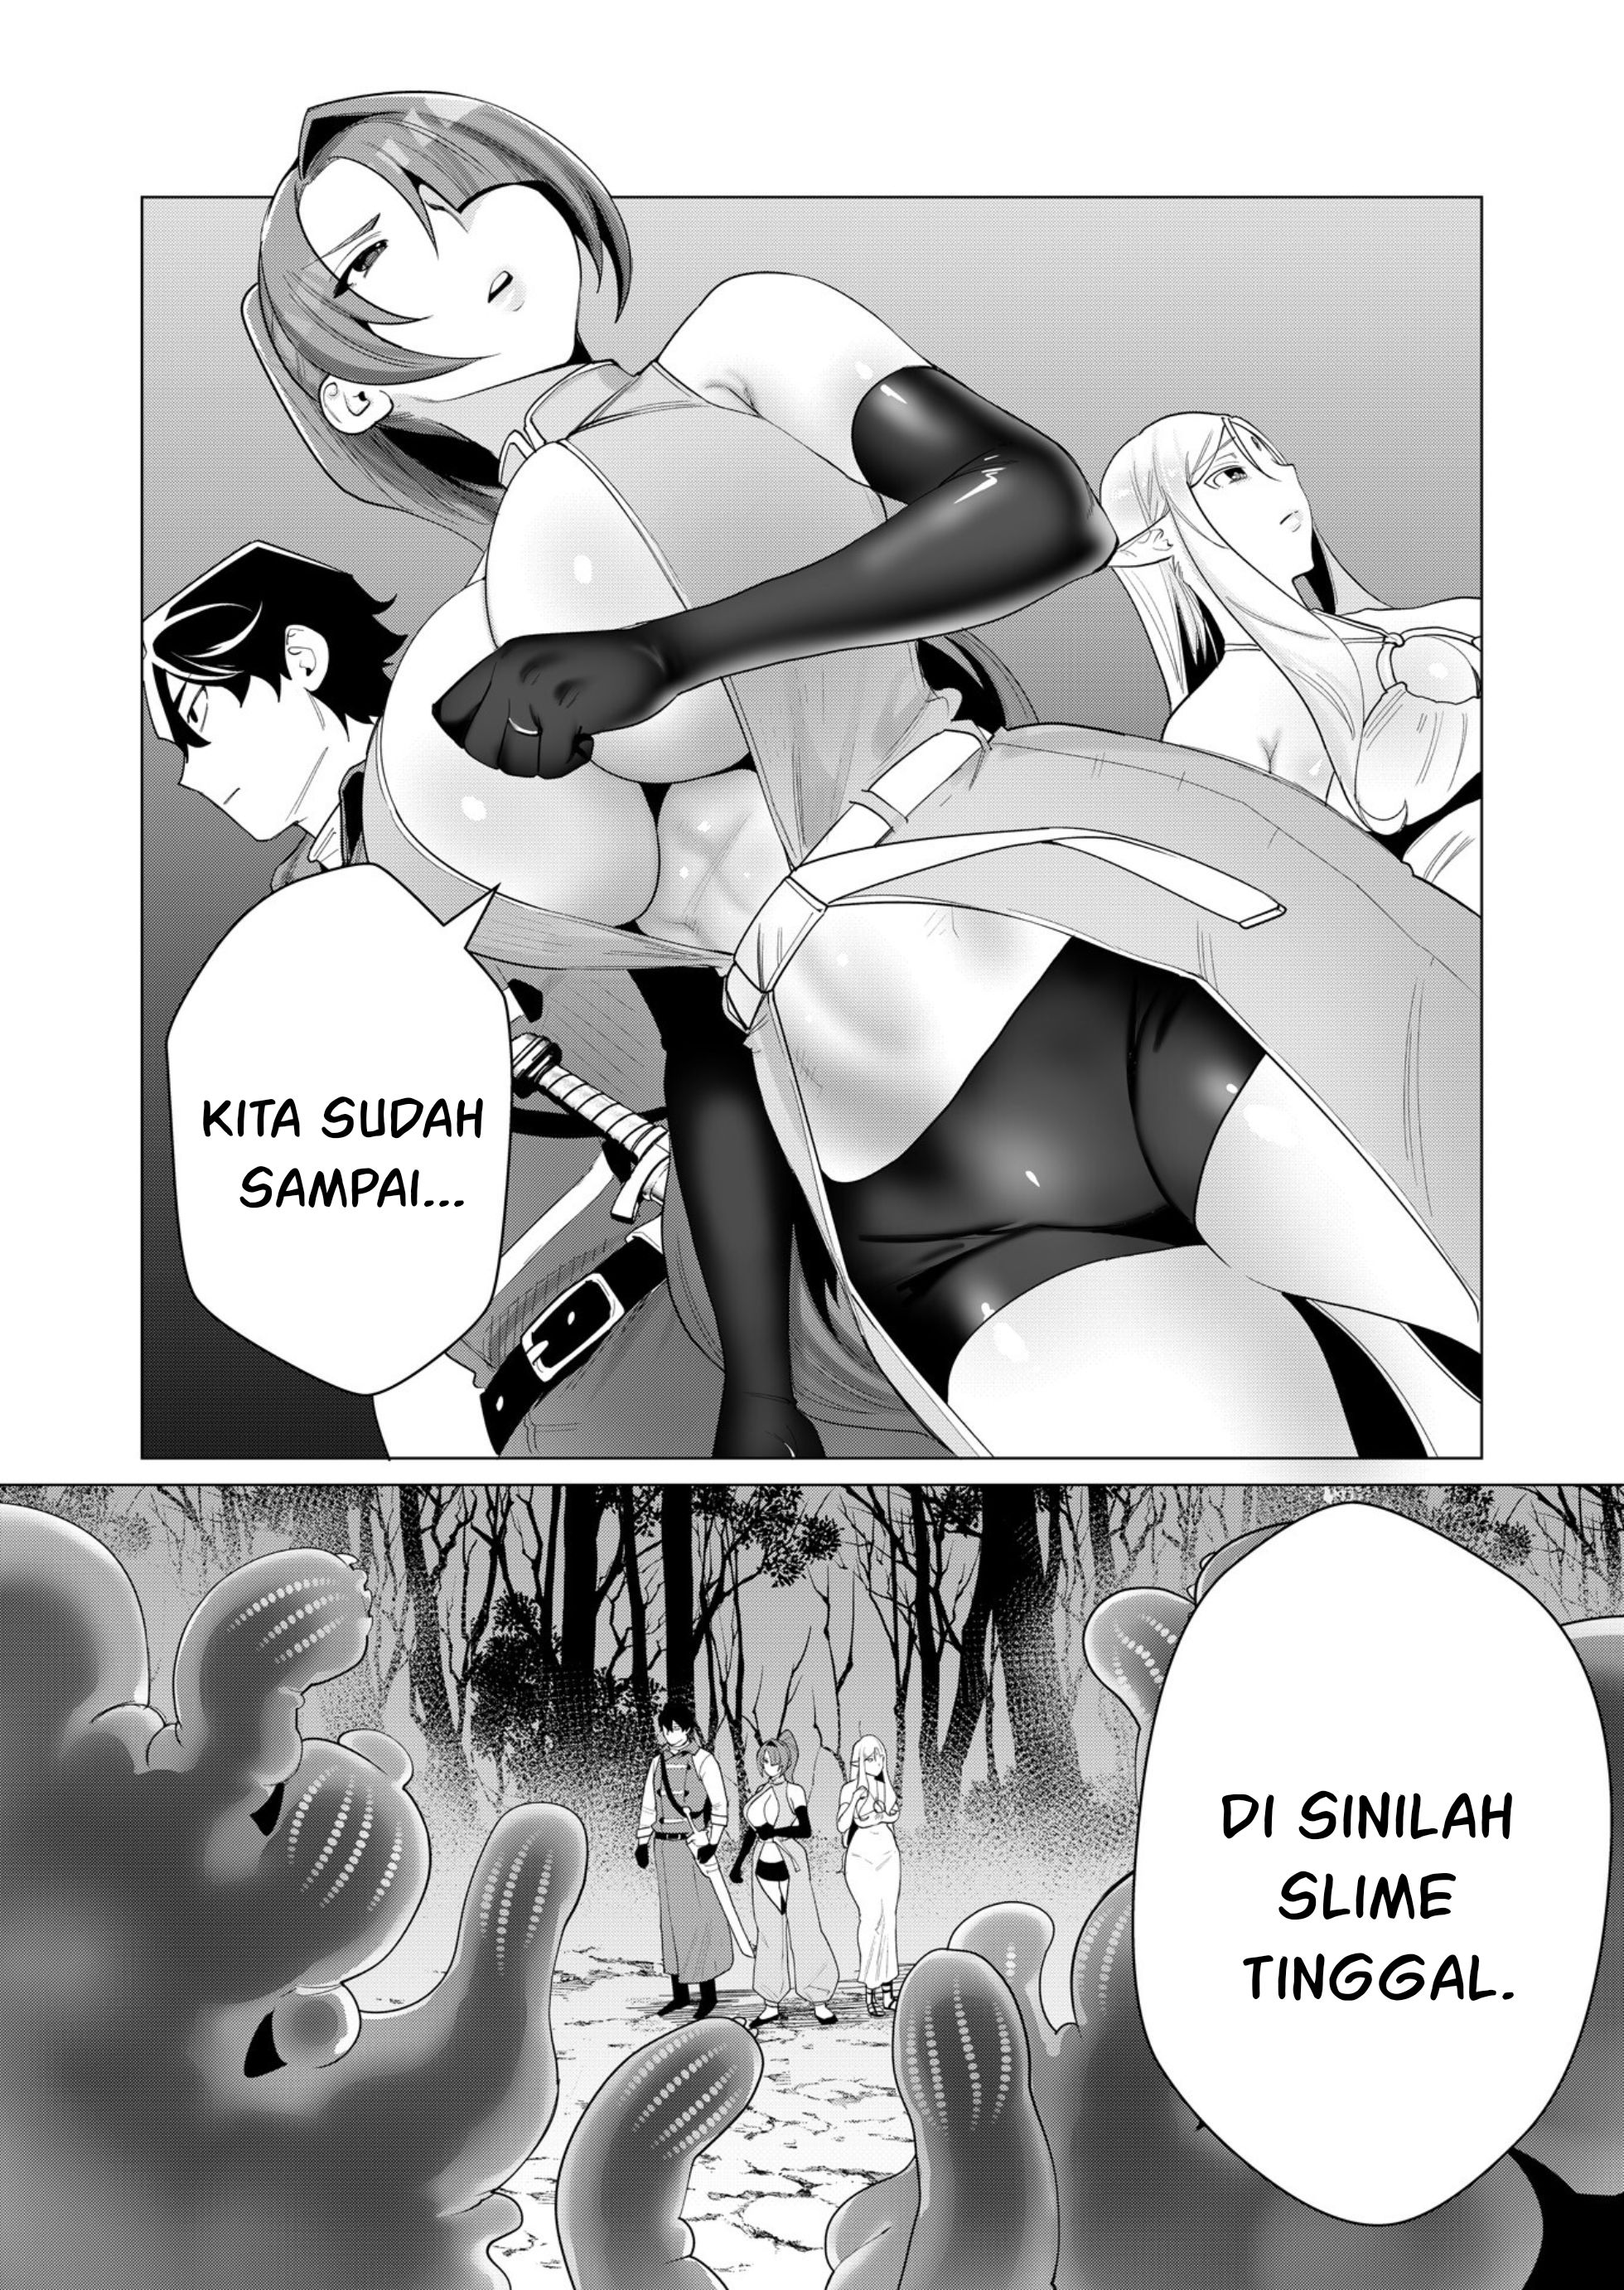 KITA SUDAH
SAMPAI...
DI SINILAH
SLIME
TINGGAL.